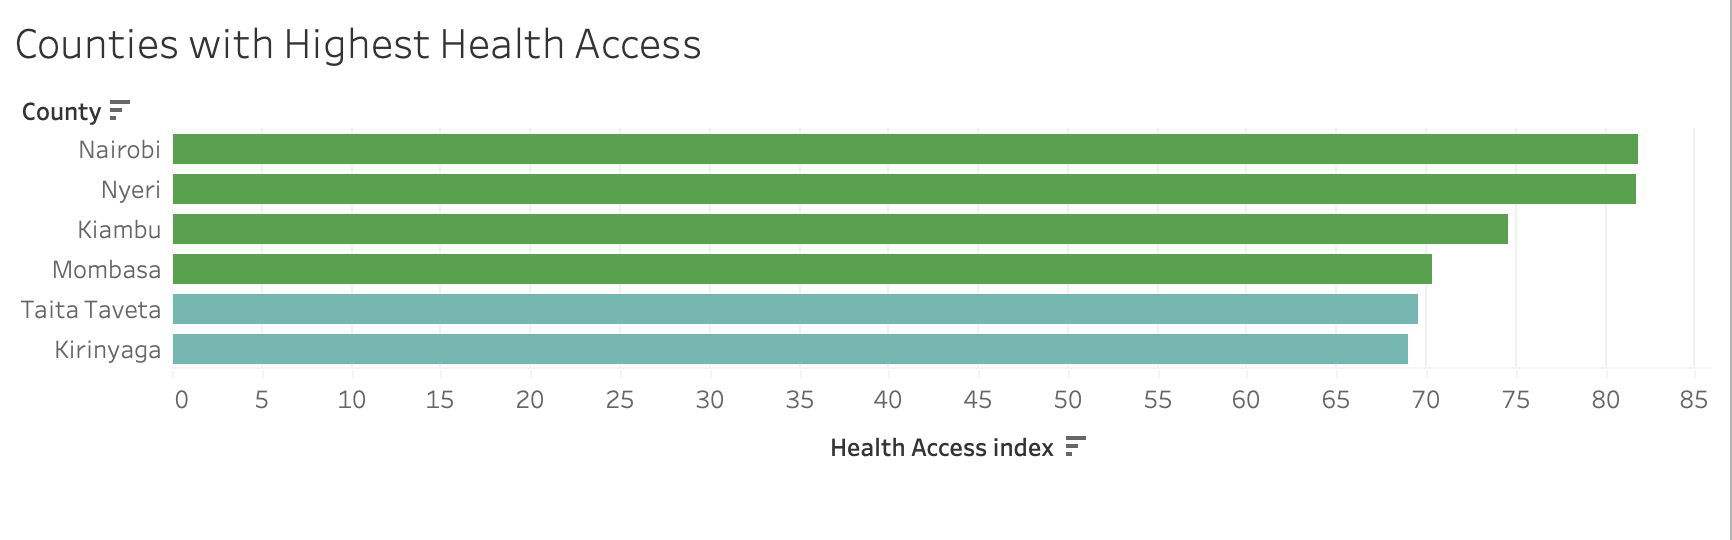 Counties with Highest Health Access
County
Nairobi
Nyeri
Kiambu
Mombasa
Taita Taveta
Kirinyaga
0 5 10 15 20 25 30 35 40 45 50 55 60 65 70 75 80 85
Health Access index